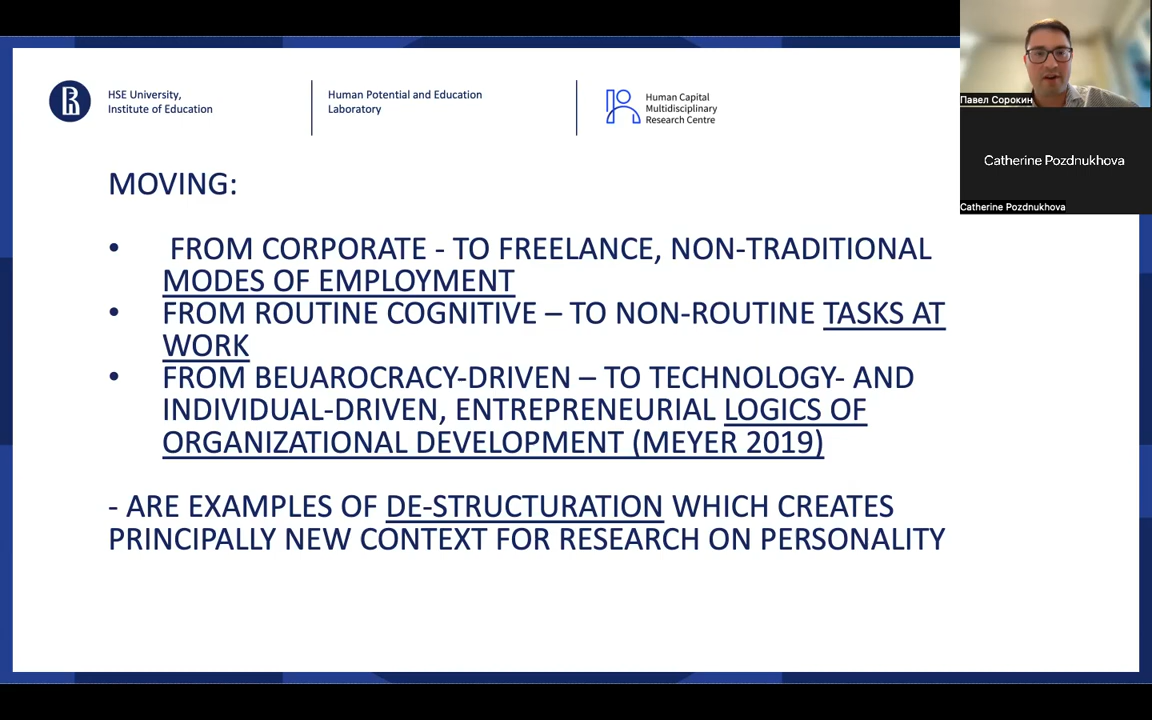 HSE University,
Institute of Education
Human Potential and Education
Laboratory
Human Capital
Multidisciplinary
Research Centre
Павел Сорокин
Catherine Pozdnukhova
Catherine Pozdnukhova
MOVING:
• FROM CORPORATE - TO FREELANCE, NON-TRADITIONAL
MODES OF EMPLOYMENT
• FROM ROUTINE COGNITIVE – TO NON-ROUTINE TASKS AT
WORK
• FROM BEUAROCRACY-DRIVEN – TO TECHNOLOGY- AND
INDIVIDUAL-DRIVEN, ENTREPRENEURIAL LOGICS OF
ORGANIZATIONAL DEVELOPMENT (MEYER 2019)
- ARE EXAMPLES OF DE-STRUCTURATION WHICH CREATES
PRINCIPALLY NEW CONTEXT FOR RESEARCH ON PERSONALITY